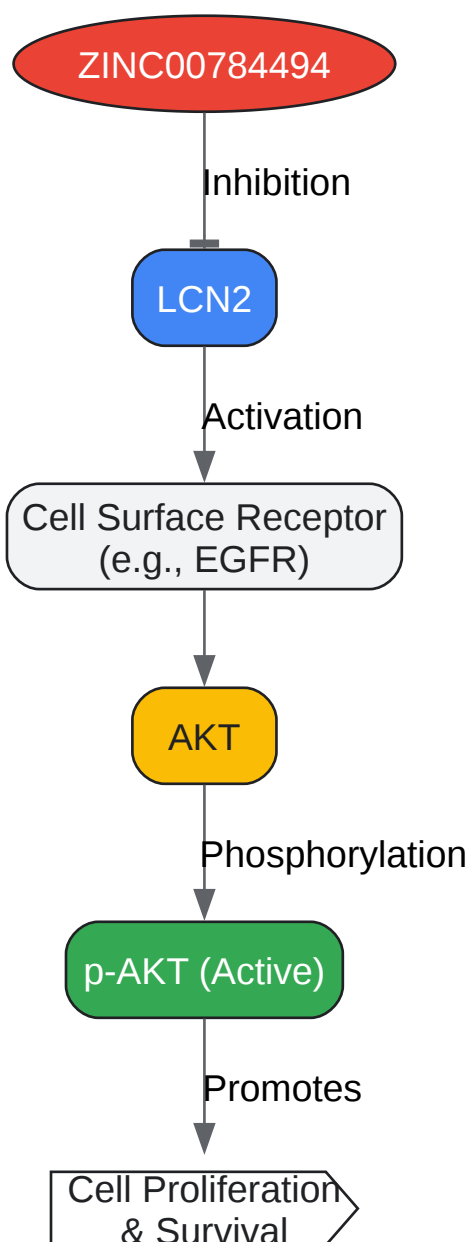 ZINC00784494
Inhibition
LCN2
Activation
Cell Surface Receptor
(e.g., EGFR)
AKT
Phosphorylation
p-AKT (Active)
Promotes
Cell Proliferation
& Survival